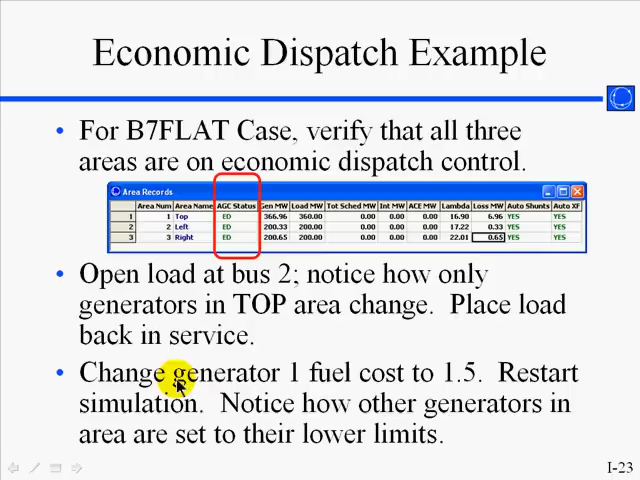 Economic Dispatch Example
• For B7FLAT Case, verify that all three
areas are on economic dispatch control.
Area Records
Area Num Area Name AGC Status Gen MW Load MW Tot Sched MW Int MW ACE MW Lambda Loss MW Auto Shunts Auto XF
1 1 Top ED 366.96 360.00 0.00 0.00 0.00 16.90 6.96 YES YES
2 2 Left ED 200.33 200.00 0.00 0.00 0.00 17.22 0.33 YES YES
3 3 Right ED 200.65 200.00 0.00 0.00 0.00 22.01 0.65 YES YES
• Open load at bus 2; notice how only
generators in TOP area change. Place load
back in service.
• Change generator 1 fuel cost to 1.5. Restart
simulation. Notice how other generators in
area are set to their lower limits.
I-23